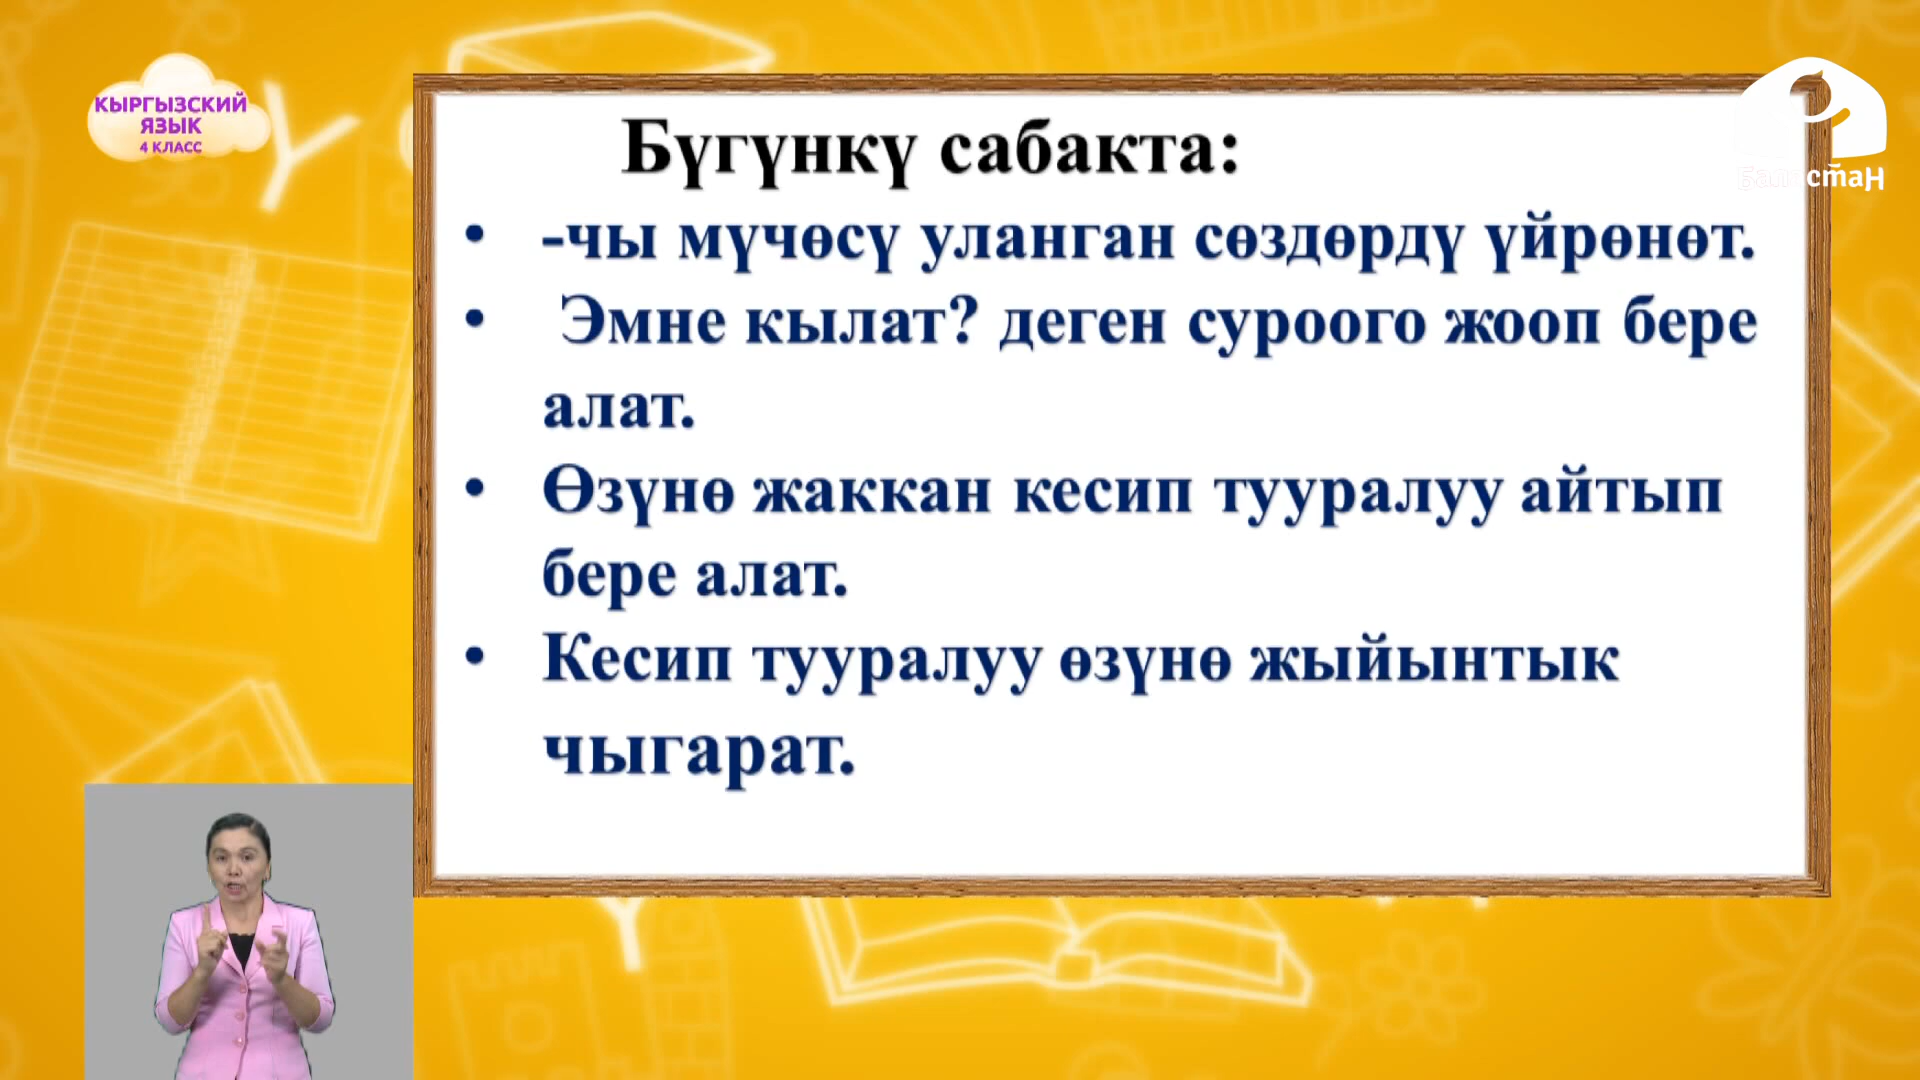 КЫРГЫЗСКИЙ
ЯЗЫК
4 КЛАСС
Баластан
Бүгүнкү сабакта:
• -чы мүчөсү уланган сөздөрдү үйрөнөт.
• Эмне кылат? деген суроого жооп бере
алат.
• Өзүнө жаккан кесип тууралуу айтып
бере алат.
• Кесип тууралуу өзүнө жыйынтык
чыгарат.